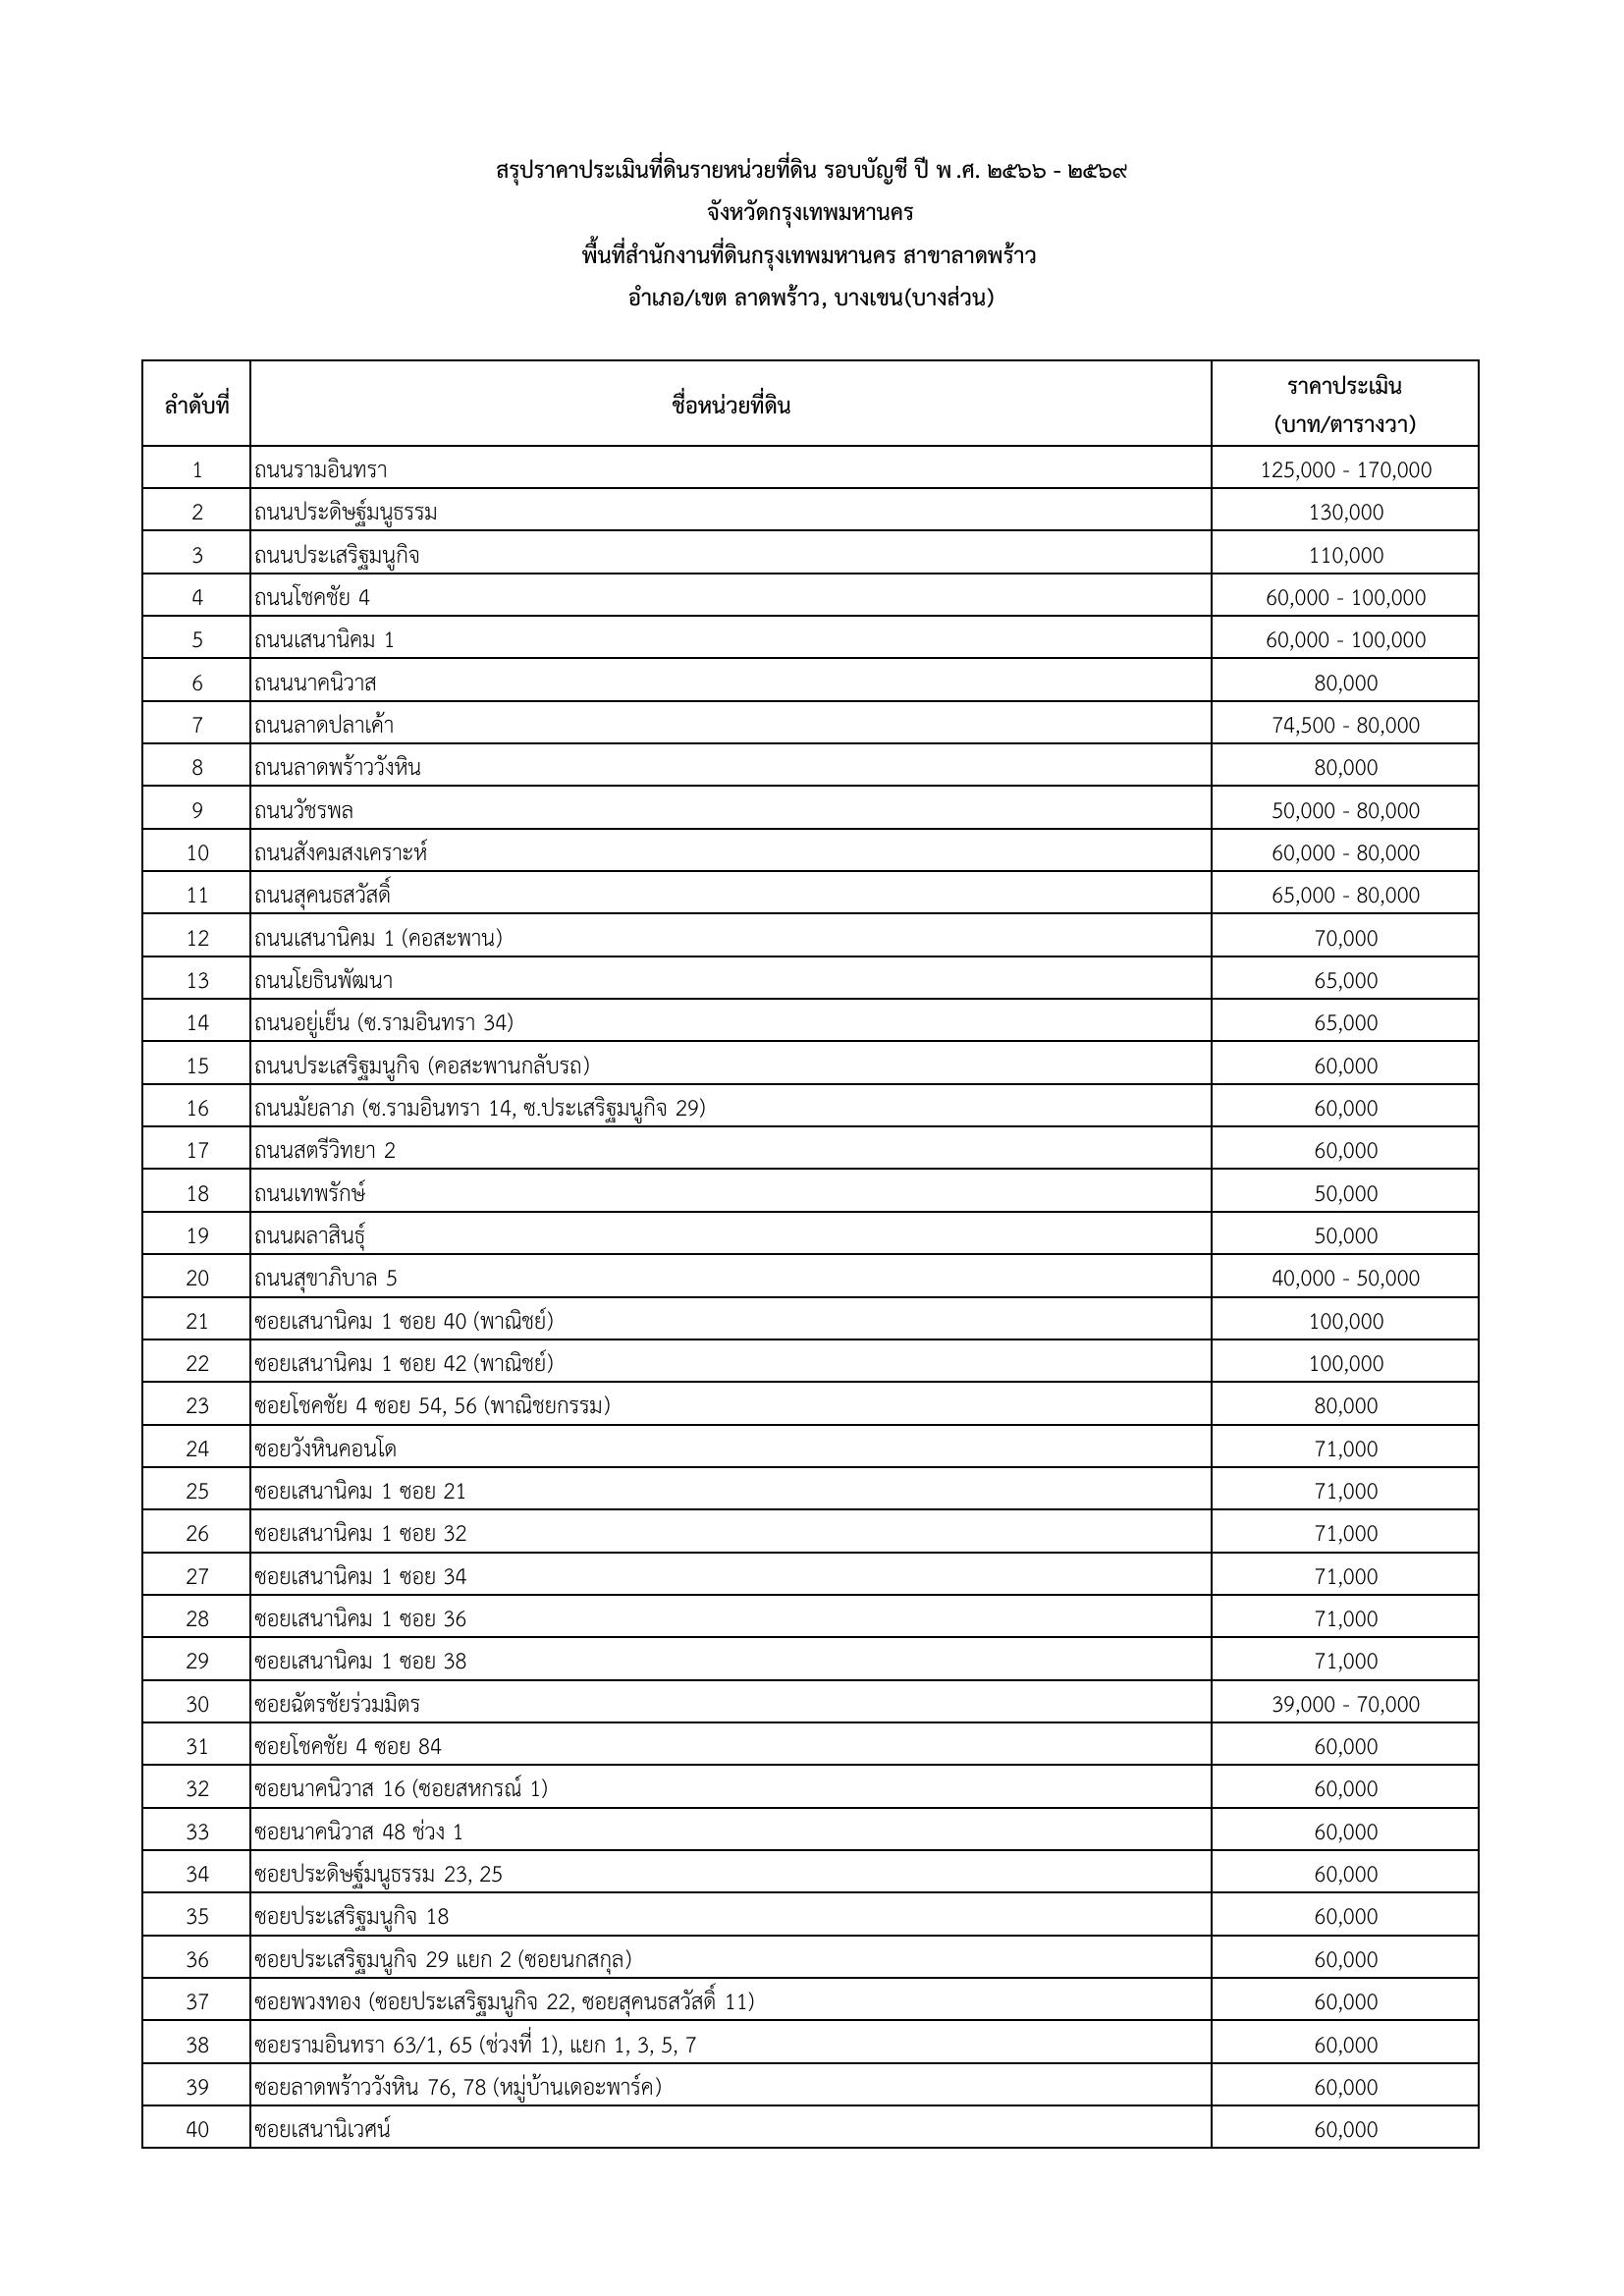 สรุปราคาประเมินที่ดินรายหน่วยที่ดิน รอบบัญชี ปี พ.ศ. ๒๕๖๖ - ๒๕๖๙
จังหวัดกรุงเทพมหานคร
พื้นที่สำนักงานที่ดินกรุงเทพมหานคร สาขาลาดพร้าว
อำเภอ/เขต ลาดพร้าว, บางเขน(บางส่วน)
ลำดับที่ ชื่อหน่วยที่ดิน ราคาประเมิน
(บาท/ตารางวา)
1 ถนนรามอินทรา 125,000 - 170,000
2 ถนนประดิษฐ์มนูธรรม 130,000
3 ถนนประเสริฐมนูกิจ 110,000
4 ถนนโชคชัย 4 60,000 - 100,000
5 ถนนเสนานิคม 1 60,000 - 100,000
6 ถนนนาคนิวาส 80,000
7 ถนนลาดปลาเค้า 74,500 - 80,000
8 ถนนลาดพร้าววังหิน 80,000
9 ถนนวัชรพล 50,000 - 80,000
10 ถนนสังคมสงเคราะห์ 60,000 - 80,000
11 ถนนสุคนธสวัสดิ์ 65,000 - 80,000
12 ถนนเสนานิคม 1 (คอสะพาน) 70,000
13 ถนนโยธินพัฒนา 65,000
14 ถนนอยู่เย็น (ซ.รามอินทรา 34) 65,000
15 ถนนประเสริฐมนูกิจ (คอสะพานกลับรถ) 60,000
16 ถนนมัยลาภ (ซ.รามอินทรา 14, ซ.ประเสริฐมนูกิจ 29) 60,000
17 ถนนสตรีวิทยา 2 60,000
18 ถนนเทพรักษ์ 50,000
19 ถนนผลาสินธุ์ 50,000
20 ถนนสุขาภิบาล 5 40,000 - 50,000
21 ซอยเสนานิคม 1 ซอย 40 (พาณิชย์) 100,000
22 ซอยเสนานิคม 1 ซอย 42 (พาณิชย์) 100,000
23 ซอยโชคชัย 4 ซอย 54, 56 (พาณิชยกรรม) 80,000
24 ซอยวังหินคอนโด 71,000
25 ซอยเสนานิคม 1 ซอย 21 71,000
26 ซอยเสนานิคม 1 ซอย 32 71,000
27 ซอยเสนานิคม 1 ซอย 34 71,000
28 ซอยเสนานิคม 1 ซอย 36 71,000
29 ซอยเสนานิคม 1 ซอย 38 71,000
30 ซอยฉัตรชัยร่วมมิตร 39,000 - 70,000
31 ซอยโชคชัย 4 ซอย 84 60,000
32 ซอยนาคนิวาส 16 (ซอยสหกรณ์ 1) 60,000
33 ซอยนาคนิวาส 48 ช่วง 1 60,000
34 ซอยประดิษฐ์มนูธรรม 23, 25 60,000
35 ซอยประเสริฐมนูกิจ 18 60,000
36 ซอยประเสริฐมนูกิจ 29 แยก 2 (ซอยนกสกุล) 60,000
37 ซอยพวงทอง (ซอยประเสริฐมนูกิจ 22, ซอยสุคนธสวัสดิ์ 11) 60,000
38 ซอยรามอินทรา 63/1, 65 (ช่วงที่ 1), แยก 1, 3, 5, 7 60,000
39 ซอยลาดพร้าววังหิน 76, 78 (หมู่บ้านเดอะพาร์ค) 60,000
40 ซอยเสนานิเวศน์ 60,000